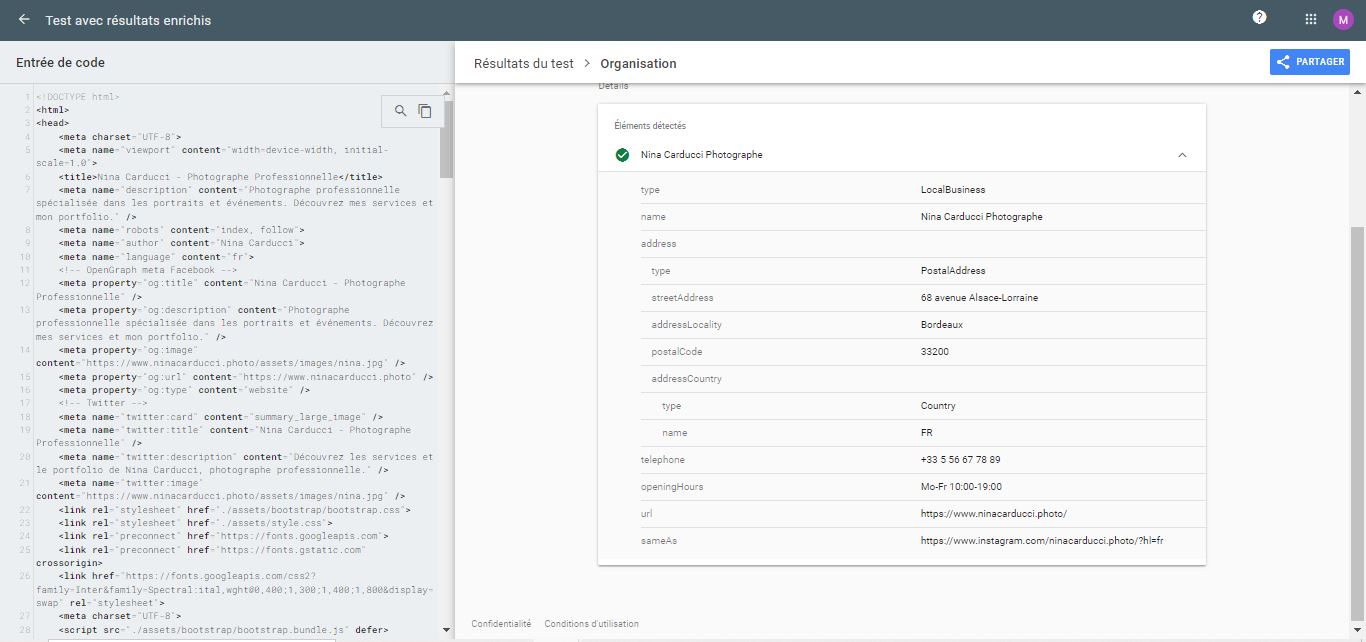 Test avec résultats enrichis
M
Entrée de code
Résultats du test > Organisation
PARTAGER
1 <!DOCTYPE html>
2 <html>
3 <head>
4 <meta charset="UTF-8">
5 <meta name="viewport" content="width=device-width, initial-
scale=1.0">
6 <title>Nina Carducci - Photographe Professionnelle</title>
7 <meta name="description" content="Photographe professionnelle
spécialisée dans les portraits et événements. Découvrez mes services et
mon portfolio." />
8 <meta name="robots" content="index, follow">
9 <meta name="author" content="Nina Carducci">
10 <meta name="language" content="fr">
11 <!-- OpenGraph meta Facebook -->
12 <meta property="og:title" content="Nina Carducci - Photographe
Professionnelle" />
13 <meta property="og:description" content="Photographe
professionnelle spécialisée dans les portraits et événements. Découvrez
mes services et mon portfolio." />
14 <meta property="og:image"
content="https://www.ninacarducci.photo/assets/images/nina.jpg" />
15 <meta property="og:url" content="https://www.ninacarducci.photo" />
16 <meta property="og:type" content="website" />
17 <!-- Twitter -->
18 <meta name="twitter:card" content="summary_large_image" />
19 <meta name="twitter:title" content="Nina Carducci - Photographe
Professionnelle" />
20 <meta name="twitter:description" content="Découvrez les services et
le portfolio de Nina Carducci, photographe professionnelle." />
21 <meta name="twitter:image"
content="https://www.ninacarducci.photo/assets/images/nina.jpg" />
22 <link rel="stylesheet" href="./assets/bootstrap/bootstrap.css">
23 <link rel="stylesheet" href="./assets/style.css">
24 <link rel="preconnect" href="https://fonts.googleapis.com">
25 <link rel="preconnect" href="https://fonts.gstatic.com"
crossorigin>
26 <link href="https://fonts.googleapis.com/css2?
family=Inter&family=Spectral:ital,wght@0,400;1,300;1,400;1,800&display=
swap" rel="stylesheet">
27 <meta charset="UTF-8">
28 <script src="./assets/bootstrap/bootstrap.bundle.js" defer>
Détails
Éléments détectés
Nina Carducci Photographe
type LocalBusiness
name Nina Carducci Photographe
address
type PostalAddress
streetAddress 68 avenue Alsace-Lorraine
addressLocality Bordeaux
postalCode 33200
addressCountry
type Country
name FR
telephone +33 5 56 67 78 89
openingHours Mo-Fr 10:00-19:00
url https://www.ninacarducci.photo/
sameAs https://www.instagram.com/ninacarducci.photo/?hl=fr
Confidentialité Conditions d'utilisation